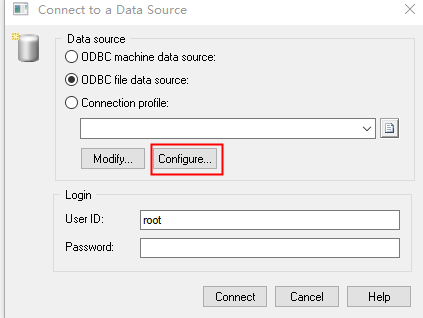 Connect to a Data Source
Data source
ODBC machine data source:
ODBC file data source:
Connection profile:
Modify...
Configure...
Login
User ID:
root
Password:
Connect
Cancel
Help